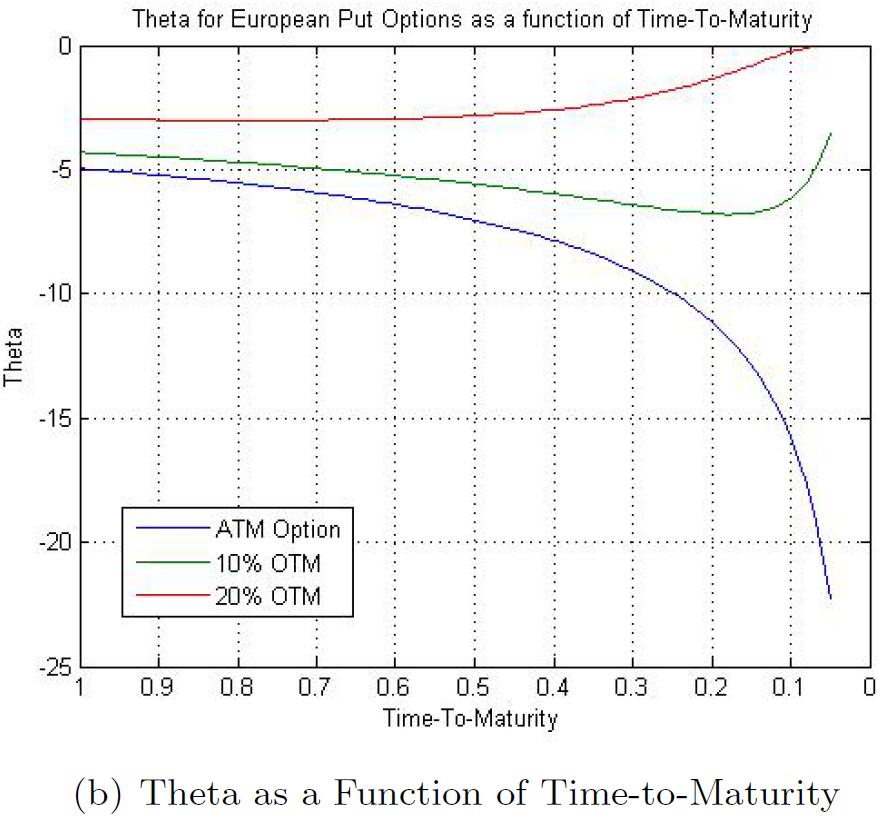 Theta for European Put Options as a function of Time-To-Maturity
0
-5
-10
-15
-20
-25
Theta
ATM Option
10% OTM
20% OTM
1 0.9 0.8 0.7 0.6 0.5 0.4 0.3 0.2 0.1 0
Time-To-Maturity
(b) Theta as a Function of Time-to-Maturity